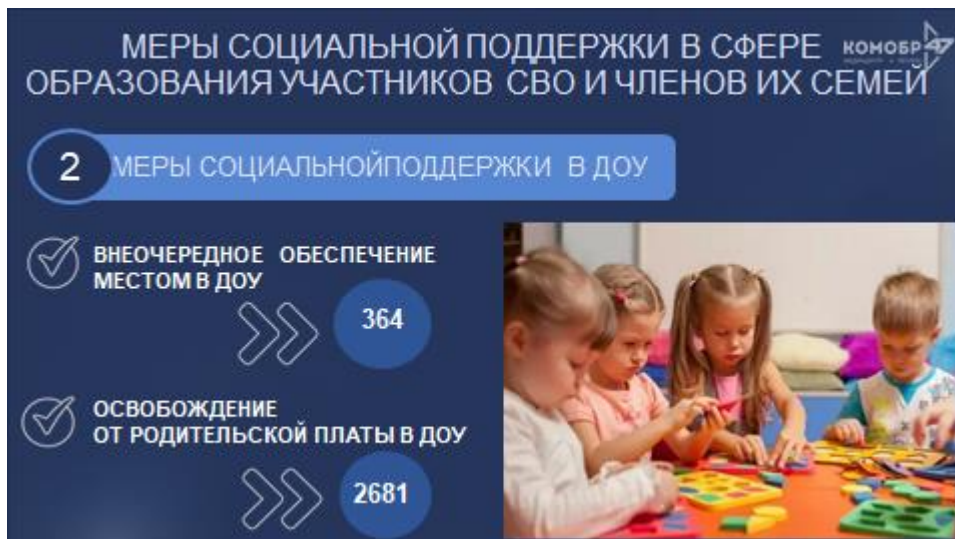 МЕРЫ СОЦИАЛЬНОЙ ПОДДЕРЖКИ В СФЕРЕ
КОМОБР 47
ОБРАЗОВАНИЯ УЧАСТНИКОВ СВО И ЧЛЕНОВ ИХ СЕМЕЙ
2
МЕРЫ СОЦИАЛЬНОЙПОДДЕРЖКИ В ДОУ
ВНЕОЧЕРЕДНОЕ ОБЕСПЕЧЕНИЕ
МЕСТОМ В ДОУ
364
ОСВОБОЖДЕНИЕ
ОТ РОДИТЕЛЬСКОЙ ПЛАТЫ В ДОУ
2681